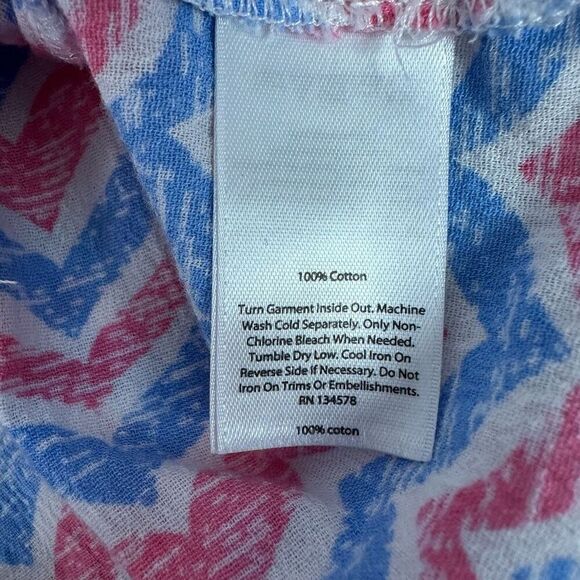 100% Cotton
Turn Garment Inside Out. Machine
Wash Cold Separately. Only Non-
Chlorine Bleach When Needed.
Tumble Dry Low. Cool Iron On
Reverse Side If Necessary. Do Not
Iron On Trims Or Embellishments.
RN 134578
100% coton